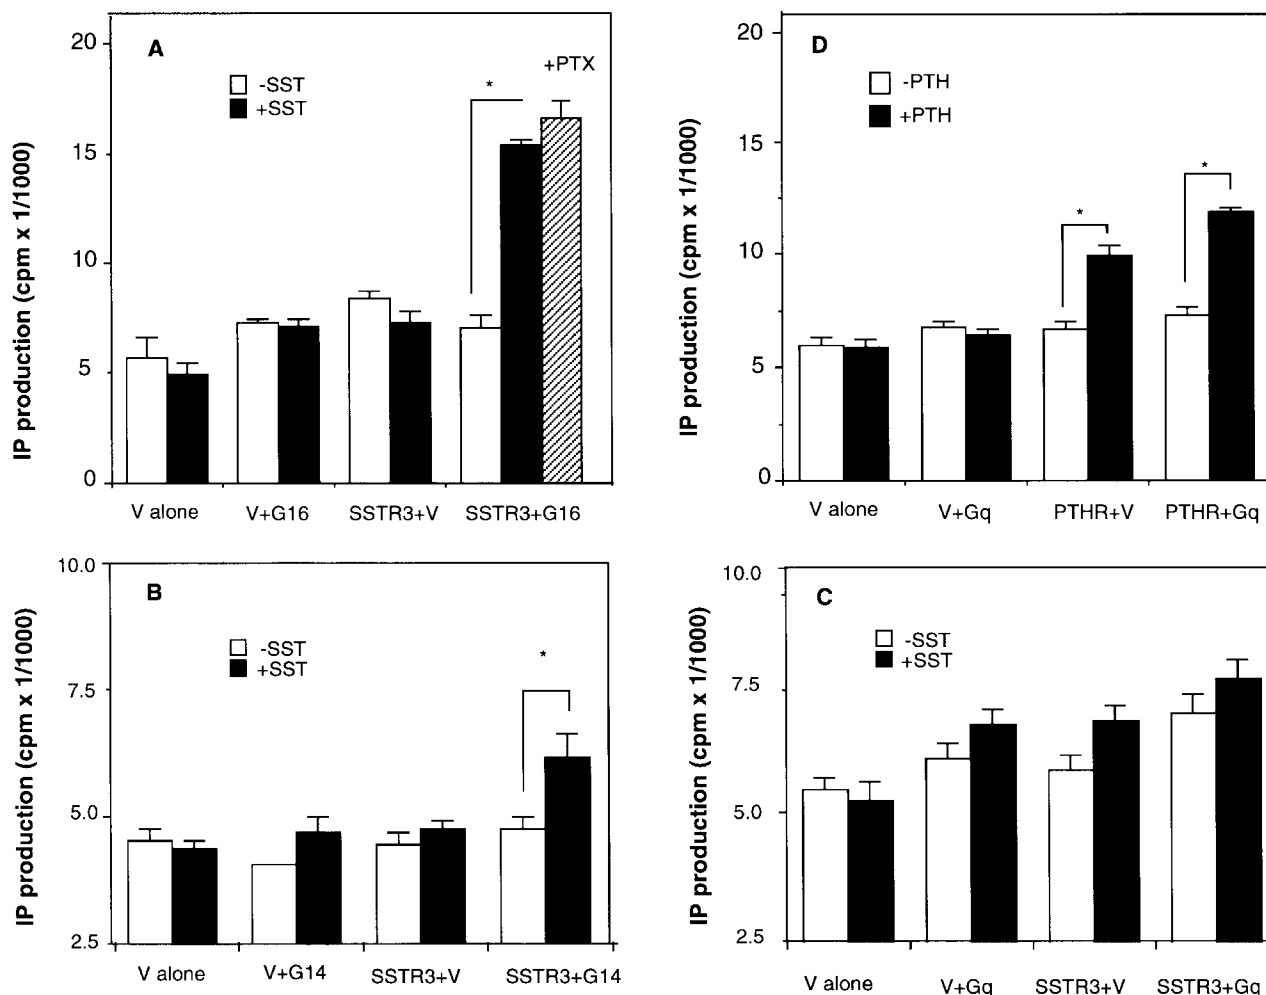 A
-SST
+SST
*
+PTX
IP production (cpm x 1/1000)
20
15
10
5
0
V alone
V+G16
SSTR3+V
SSTR3+G16
D
-PTH
+PTH
*
*
IP production (cpm x 1/1000)
20
15
10
5
0
V alone
V+Gq
PTHR+V
PTHR+Gq
B
-SST
+SST
*
IP production (cpm x 1/1000)
10.0
7.5
5.0
2.5
V alone
V+G14
SSTR3+V
SSTR3+G14
C
-SST
+SST
IP production (cpm x 1/1000)
10.0
7.5
5.0
2.5
V alone
V+Gq
SSTR3+V
SSTR3+Gq